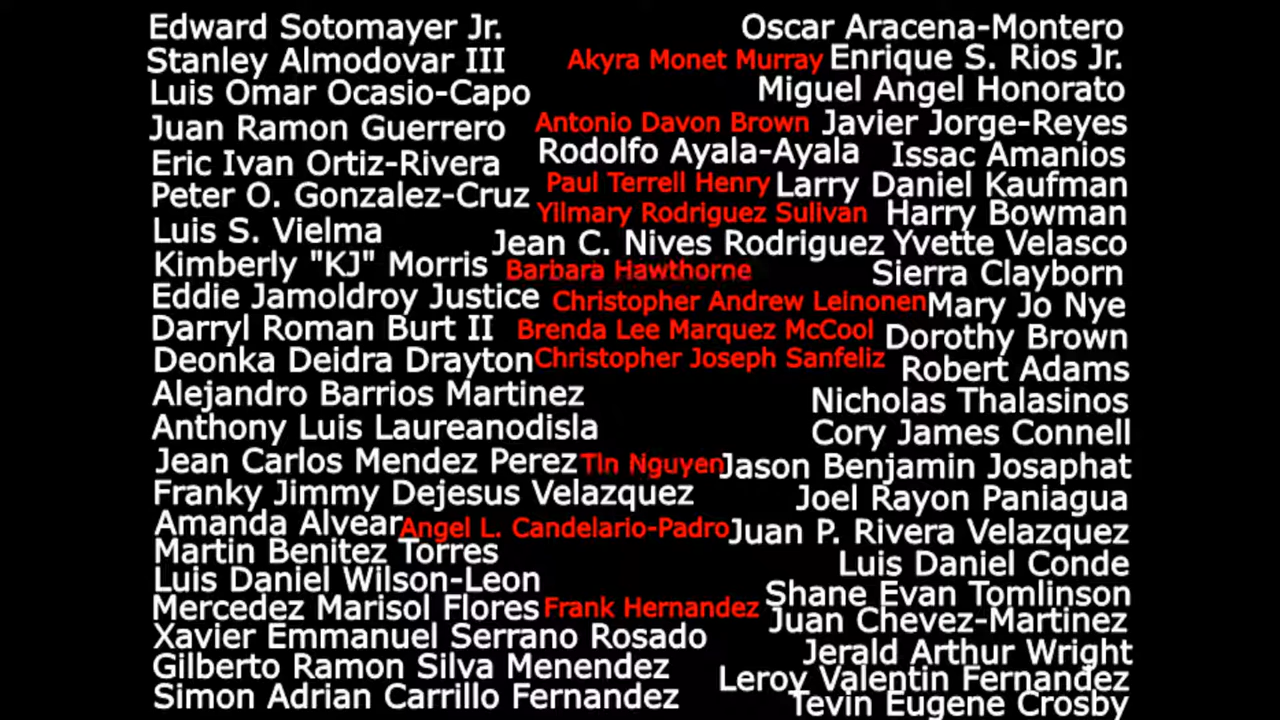 Edward Sotomayer Jr. Oscar Aracena-Montero
Stanley Almodovar III Akyra Monet Murray Enrique S. Rios Jr.
Luis Omar Ocasio-Capo Miguel Angel Honorato
Juan Ramon Guerrero Antonio Davon Brown Javier Jorge-Reyes
Eric Ivan Ortiz-Rivera Rodolfo Ayala-Ayala Issac Amanios
Peter O. Gonzalez-Cruz Paul Terrell Henry Larry Daniel Kaufman
Luis S. Vielma Yilmary Rodriguez Sulivan Harry Bowman
Jean C. Nives Rodriguez Yvette Velasco
Kimberly "KJ" Morris Barbara Hawthorne Sierra Clayborn
Eddie Jamoldroy Justice Christopher Andrew Leinonen Mary Jo Nye
Darryl Roman Burt II Brenda Lee Marquez McCool Dorothy Brown
Deonka Deidra Drayton Christopher Joseph Sanfeliz Robert Adams
Alejandro Barrios Martinez Nicholas Thalasinos
Anthony Luis Laureanodisla Cory James Connell
Jean Carlos Mendez Perez Tin Nguyen Jason Benjamin Josaphat
Franky Jimmy Dejesus Velazquez Joel Rayon Paniagua
Amanda Alvear Angel L. Candelario-Padro Juan P. Rivera Velazquez
Martin Benitez Torres Luis Daniel Conde
Luis Daniel Wilson-Leon Shane Evan Tomlinson
Mercedez Marisol Flores Frank Hernandez Juan Chevez-Martinez
Xavier Emmanuel Serrano Rosado Jerald Arthur Wright
Gilberto Ramon Silva Menendez Leroy Valentin Fernandez
Simon Adrian Carrillo Fernandez Tevin Eugene Crosby